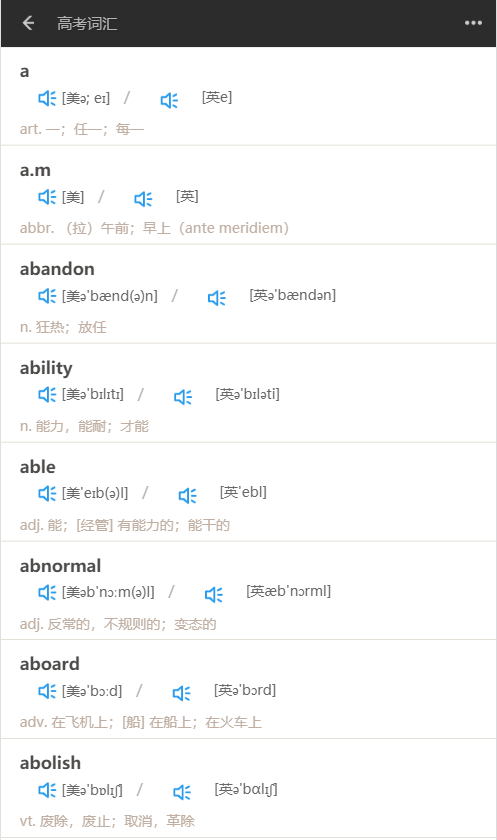 高考词汇
a
[美ə; eɪ] / [英e]
art. 一；任一；每一
a.m
[美] / [英]
abbr. （拉）午前；早上（ante meridiem）
abandon
[美ə'bænd(ə)n] / [英ə'bændən]
n. 狂热；放任
ability
[美ə'bɪlɪtɪ] / [英ə'bɪləti]
n. 能力，能耐；才能
able
[美'eɪb(ə)l] / [英'ebl]
adj. 能；[经管] 有能力的；能干的
abnormal
[美əb'nɔːm(ə)l] / [英æb'nɔrml]
adj. 反常的，不规则的；变态的
aboard
[美ə'bɔːd] / [英ə'bɔrd]
adv. 在飞机上；[船] 在船上；在火车上
abolish
[美ə'bɒlɪʃ] / [英ə'bɑlɪʃ]
vt. 废除，废止；取消，革除